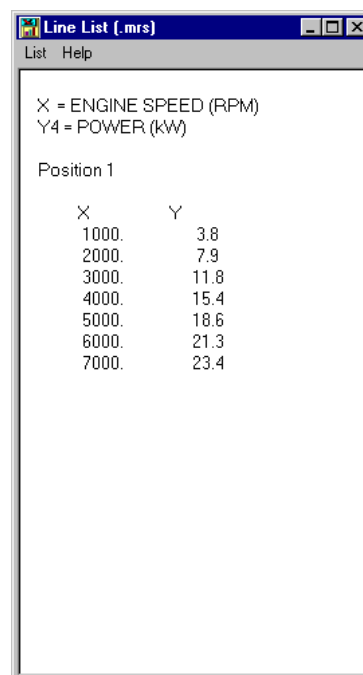 Line List (.mrs)
List Help
X = ENGINE SPEED (RPM)
Y4 = POWER (kW)
Position 1
X Y
1000. 3.8
2000. 7.9
3000. 11.8
4000. 15.4
5000. 18.6
6000. 21.3
7000. 23.4